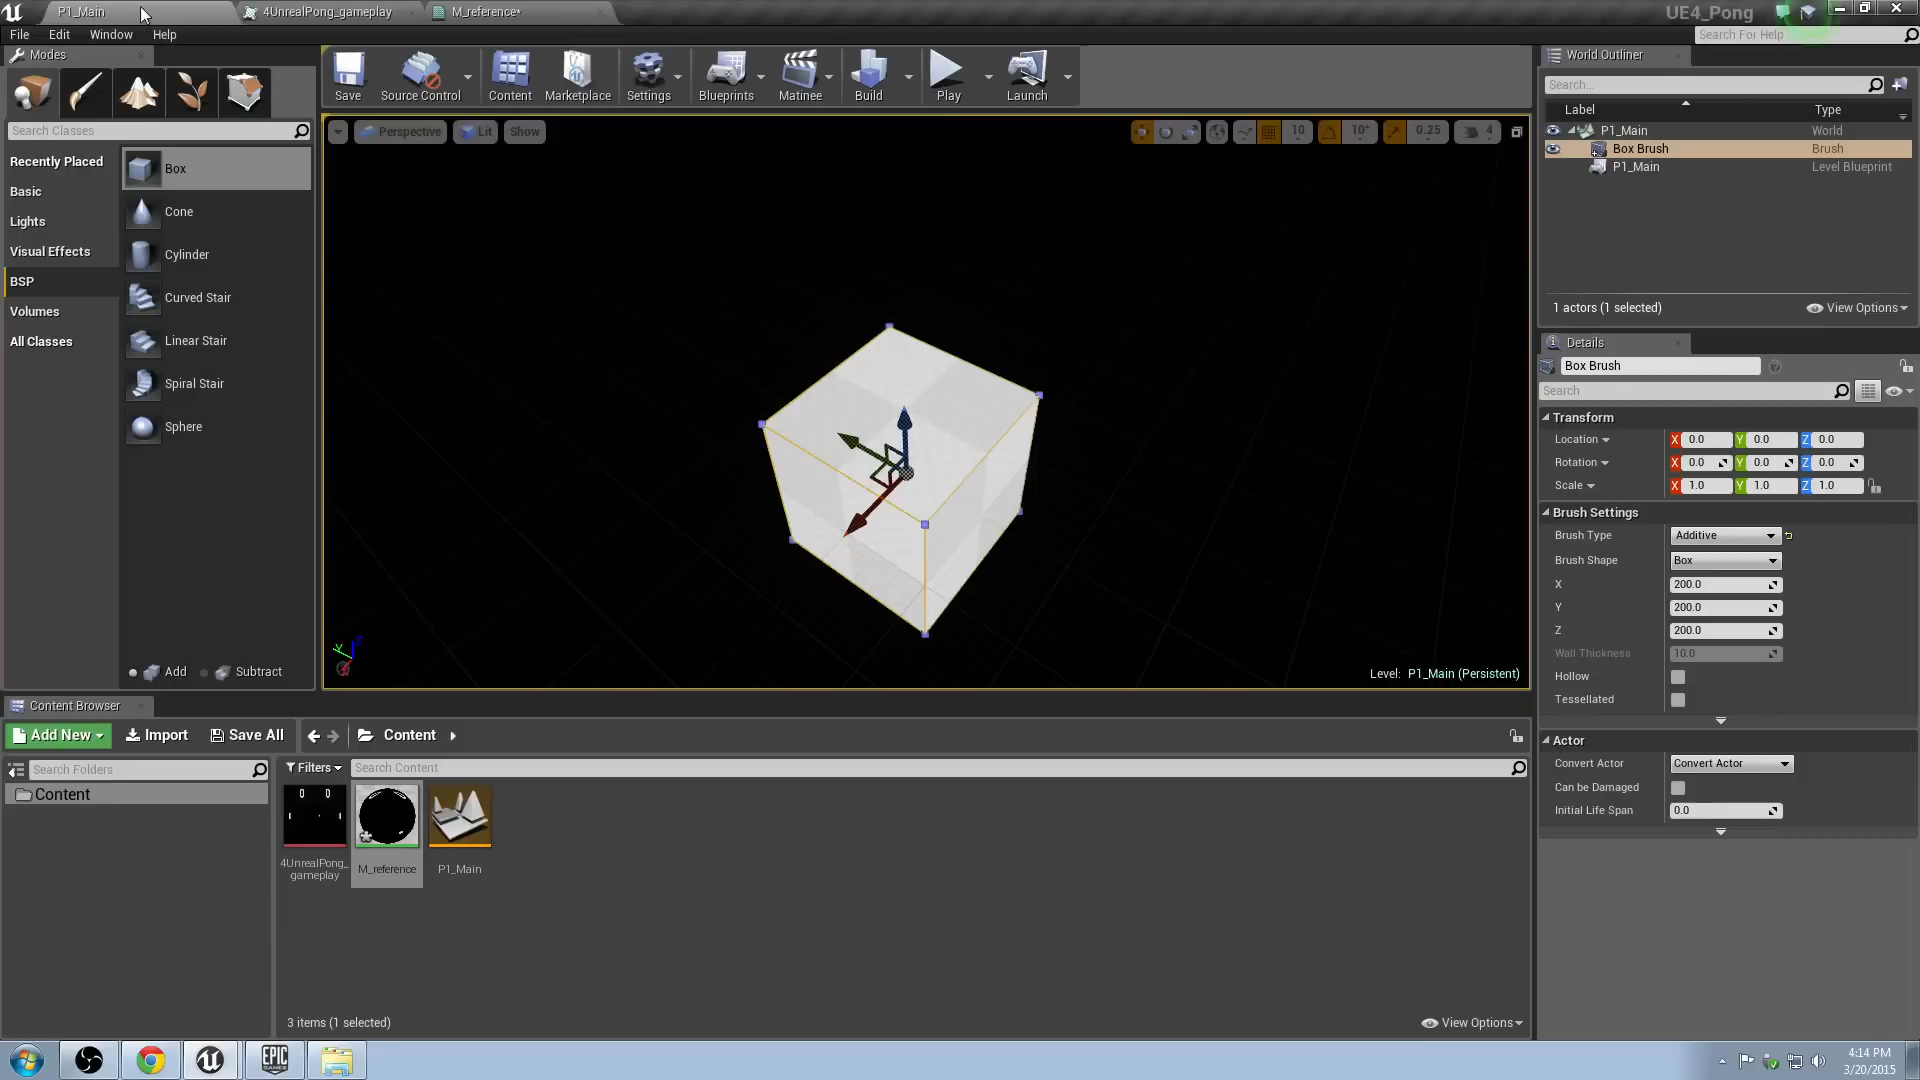 P1_Main
4UnrealPong_gameplay
M_reference*
UE4_Pong
File Edit Window Help
Search For Help
Modes
Search Classes
Recently Placed
Basic
Lights
Visual Effects
BSP
Volumes
All Classes
Box
Cone
Cylinder
Curved Stair
Linear Stair
Spiral Stair
Sphere
Add Subtract
Save
Source Control
Content
Marketplace
Settings
Blueprints
Matinee
Build
Play
Launch
Perspective Lit Show
10 10° 0.25 4
Level: P1_Main (Persistent)
World Outliner
Search...
Label Type
P1_Main World
Box Brush Brush
P1_Main Level Blueprint
1 actors (1 selected) View Options
Details
Box Brush
Search
Transform
Location X 0.0 Y 0.0 Z 0.0
Rotation X 0.0 Y 0.0 Z 0.0
Scale X 1.0 Y 1.0 Z 1.0
Brush Settings
Brush Type Additive
Brush Shape Box
X 200.0
Y 200.0
Z 200.0
Wall Thickness 10.0
Hollow
Tessellated
Actor
Convert Actor Convert Actor
Can be Damaged
Initial Life Span 0.0
Content Browser
Add New Import Save All Content
Search Folders
Content
Filters Search Content
4UnrealPong_
gameplay
M_reference
P1_Main
3 items (1 selected) View Options
EPIC
GAMES
4:14 PM
3/20/2015